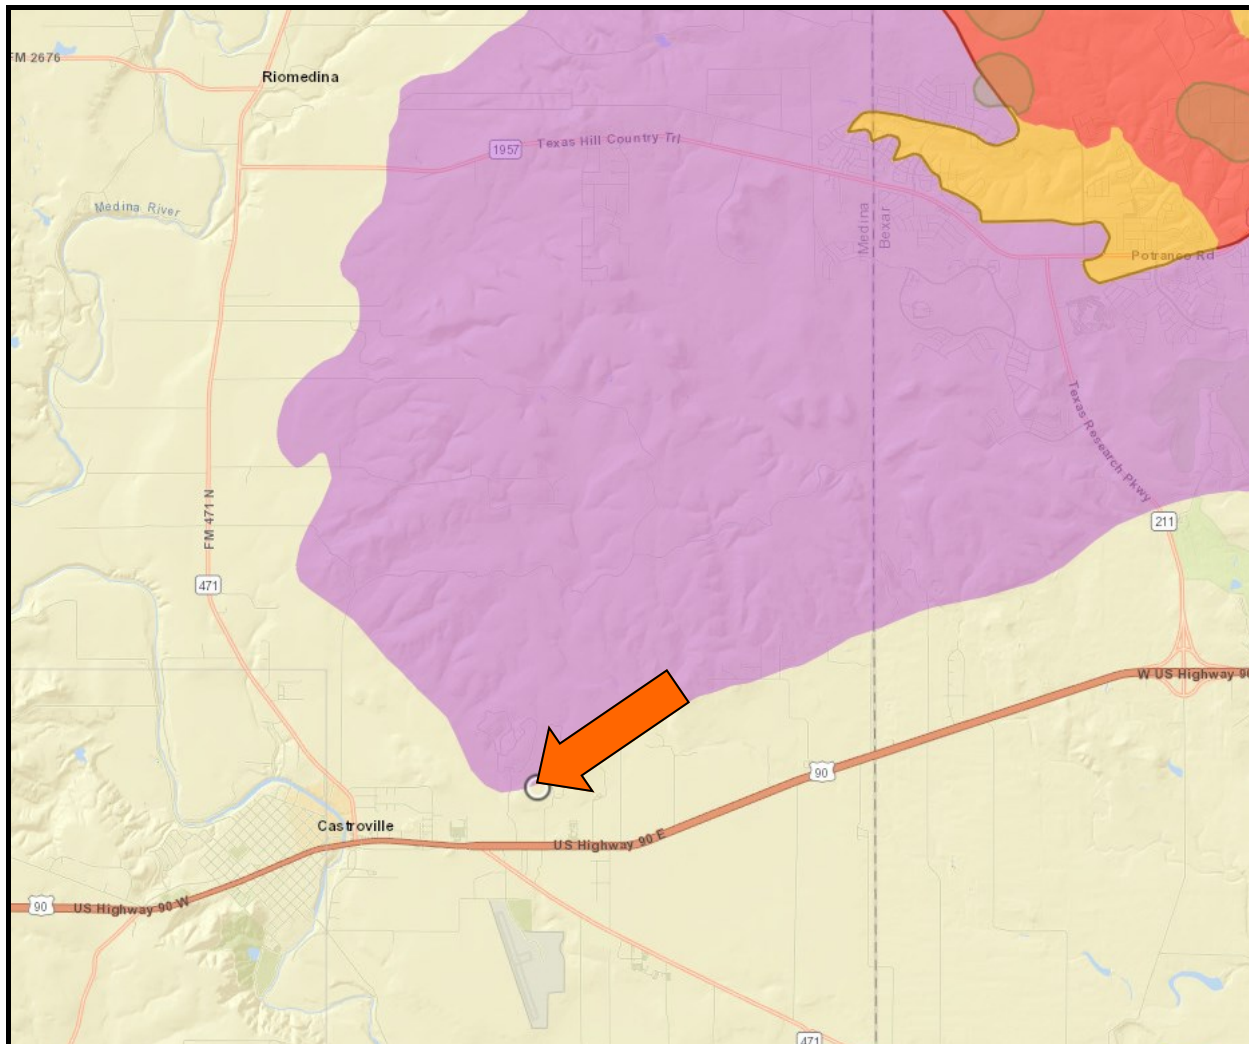 FM 2676
Riomedina
1957
Texas Hill Country Trl
Medina River
Medina
Bexar
Potranco Rd
Texas Research Pkwy
FM 471 N
211
471
W US Highway 90
90
Castroville
US Highway 90 E
90
US Highway 90 W
471